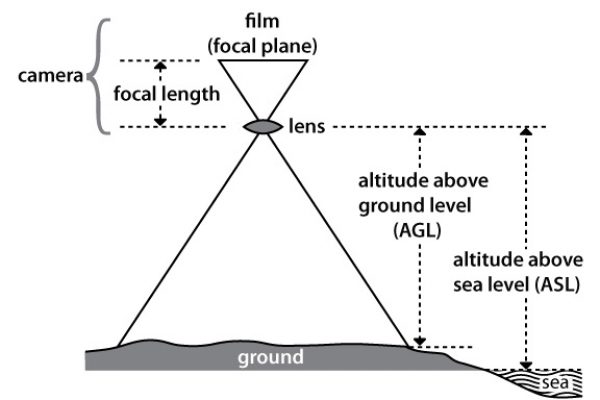 film
(focal plane)
camera
focal length
lens
altitude above
ground level
(AGL)
altitude above
sea level (ASL)
ground
sea